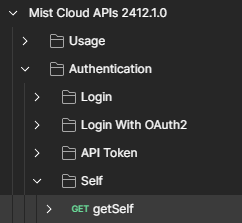 Mist Cloud APIs 2412.1.0
Usage
Authentication
Login
Login With OAuth2
API Token
Self
GET getSelf